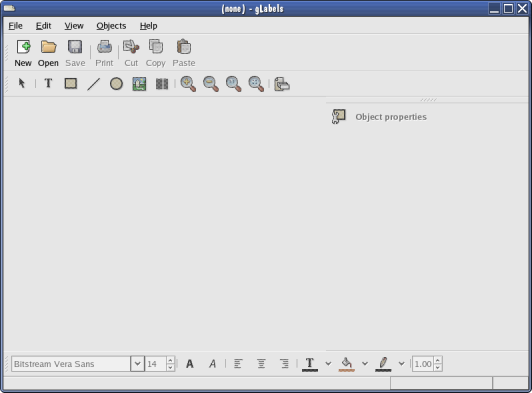 (none) - gLabels
File Edit View Objects Help
New Open Save Print Cut Copy Paste
T
Object properties
Bitstream Vera Sans 14 A A T 1.00